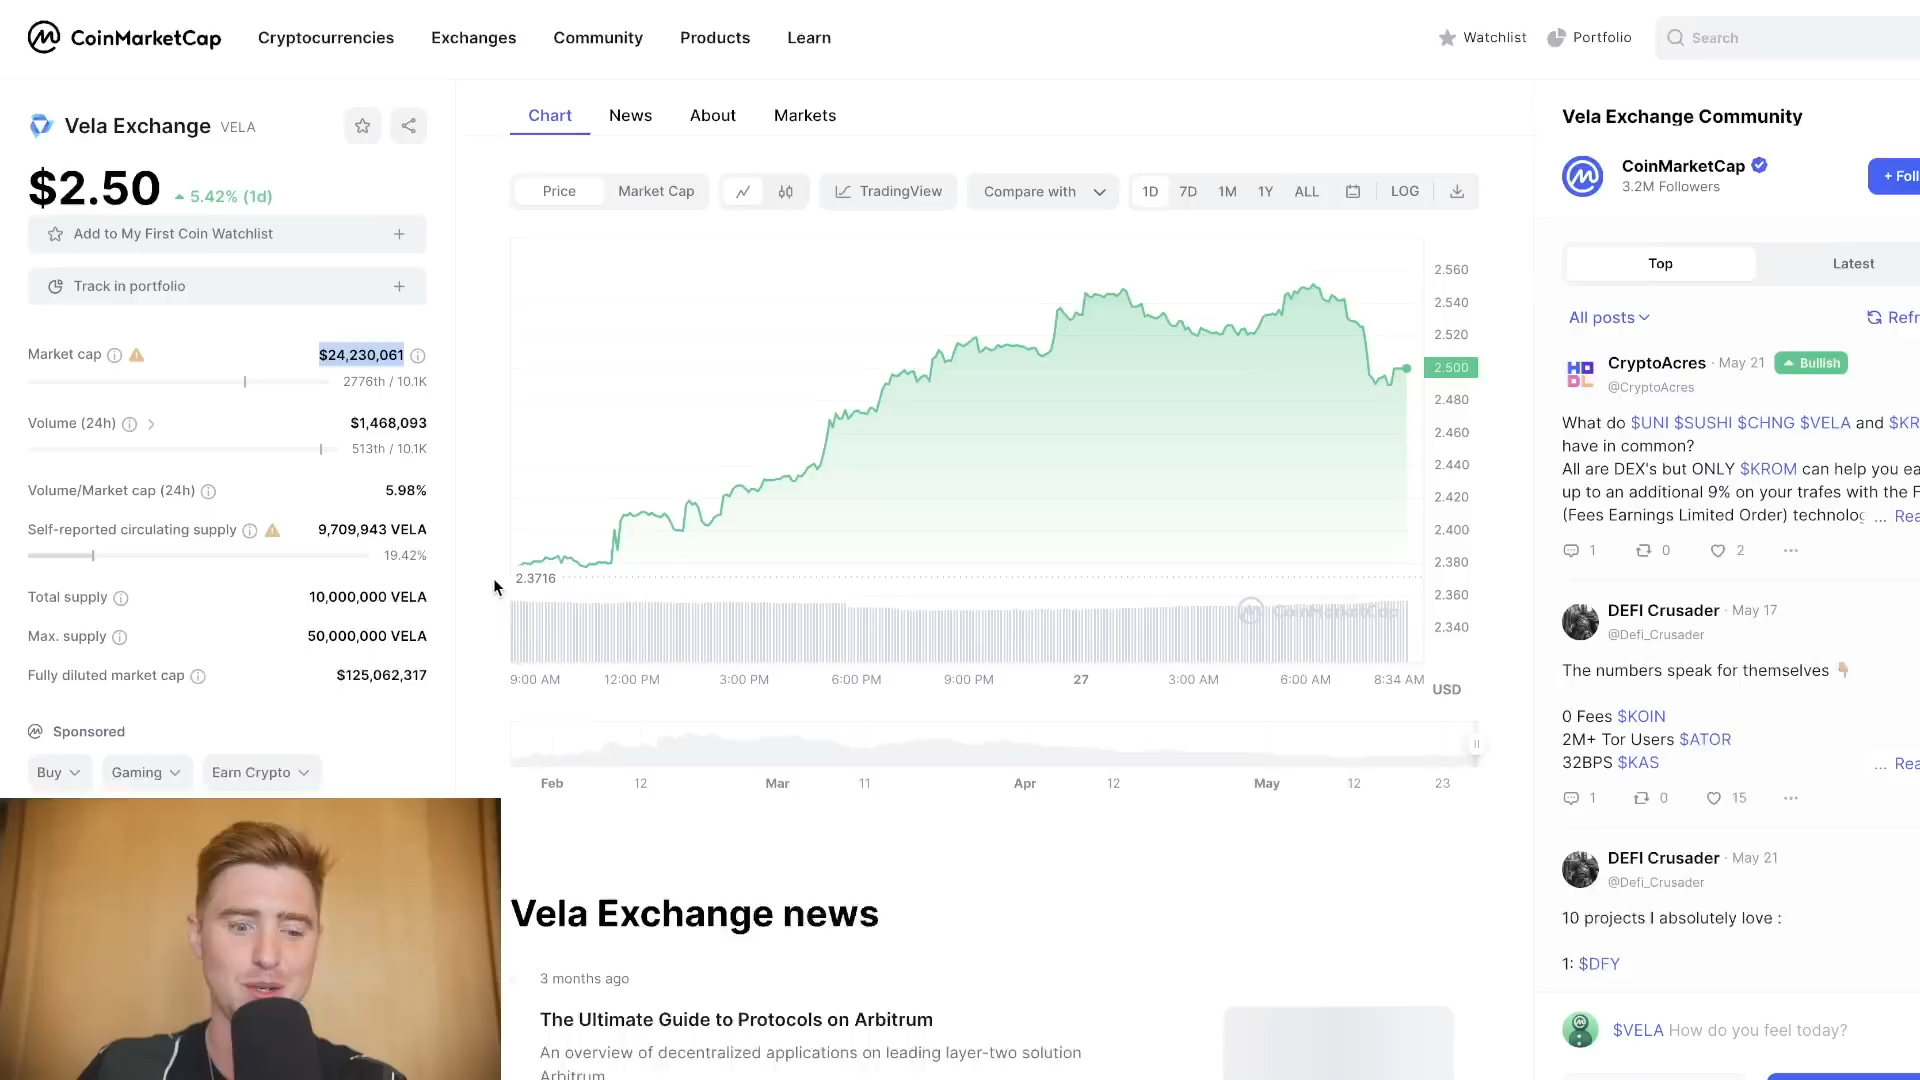 CoinMarketCap
Cryptocurrencies
Exchanges
Community
Products
Learn
Watchlist
Portfolio
Search
Vela Exchange VELA
$2.50 5.42% (1d)
Add to My First Coin Watchlist
Track in portfolio
Market cap $24,230,061
2776th / 10.1K
Volume (24h) $1,468,093
513th / 10.1K
Volume/Market cap (24h) 5.98%
Self-reported circulating supply 9,709,943 VELA
19.42%
Total supply 10,000,000 VELA
Max. supply 50,000,000 VELA
Fully diluted market cap $125,062,317
Sponsored
Buy
Gaming
Earn Crypto
Chart
News
About
Markets
Price
Market Cap
TradingView
Compare with
1D
7D
1M
1Y
ALL
LOG
2.560
2.540
2.520
2.500
2.480
2.460
2.440
2.420
2.400
2.380
2.360
2.340
2.3716
CoinMarketCap
9:00 AM
12:00 PM
3:00 PM
6:00 PM
9:00 PM
27
3:00 AM
6:00 AM
8:34 AM
USD
Feb
12
Mar
11
Apr
12
May
12
23
Vela Exchange news
3 months ago
The Ultimate Guide to Protocols on Arbitrum
An overview of decentralized applications on leading layer-two solution
Arbitrum
Vela Exchange Community
CoinMarketCap
3.2M Followers
+ Foll
Top
Latest
All posts
Refr
HODL
CryptoAcres · May 21 Bullish
@CryptoAcres
What do $UNI $SUSHI $CHNG $VELA and $KR
have in common?
All are DEX's but ONLY $KROM can help you ea
up to an additional 9% on your trafes with the F
(Fees Earnings Limited Order) technolog ... Rea
1
0
2
DEFI Crusader · May 17
@Defi_Crusader
The numbers speak for themselves
0 Fees $KOIN
2M+ Tor Users $ATOR
32BPS $KAS ... Rea
1
0
15
DEFI Crusader · May 21
@Defi_Crusader
10 projects I absolutely love :
1: $DFY
$VELA How do you feel today?